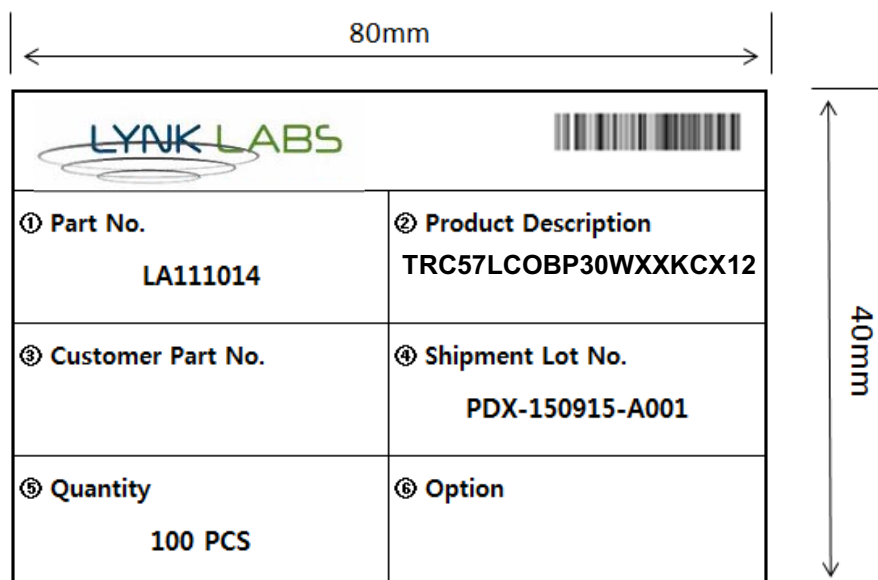 80mm
LYNK LABS
① Part No.
LA111014
② Product Description
TRC57LCOBP30WXXKCX12
③ Customer Part No.
④ Shipment Lot No.
PDX-150915-A001
⑤ Quantity
100 PCS
⑥ Option
40mm